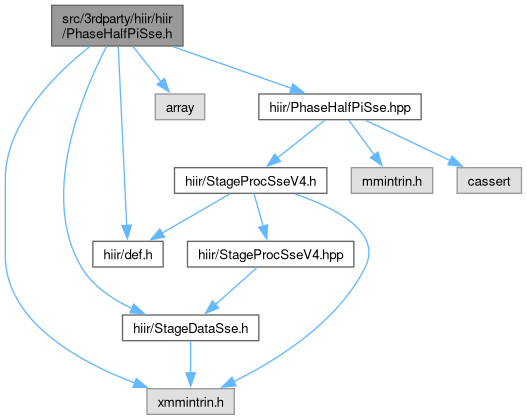 src/3rdparty/hiir/hiir
/PhaseHalfPiSse.h
array
hiir/PhaseHalfPiSse.hpp
hiir/StageProcSseV4.h
mmintrin.h
cassert
hiir/def.h
hiir/StageProcSseV4.hpp
hiir/StageDataSse.h
xmmintrin.h